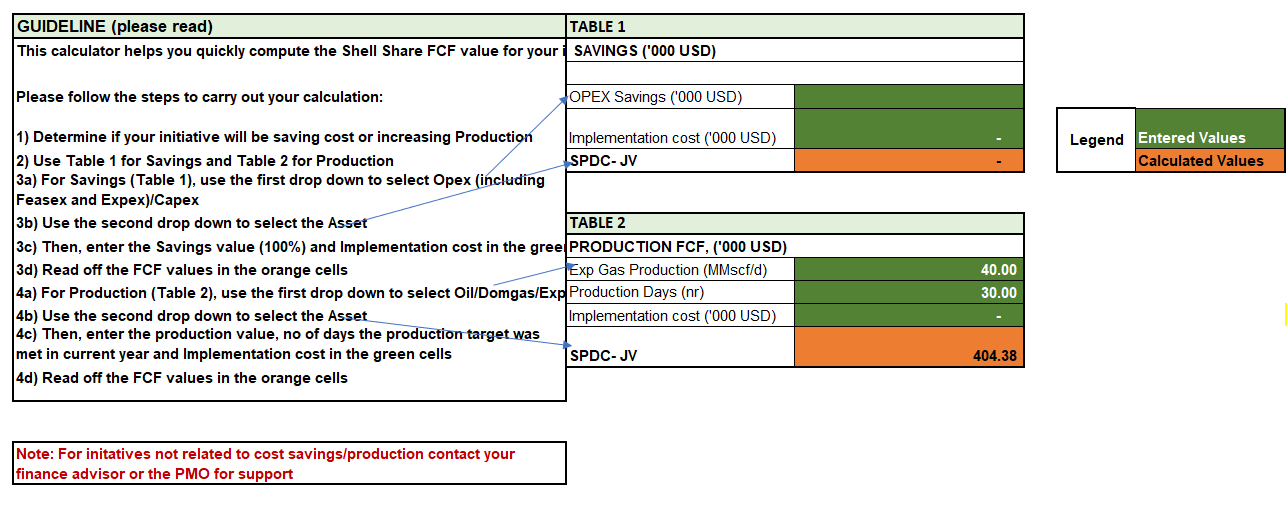 GUIDELINE (please read)
This calculator helps you quickly compute the Shell Share FCF value for your i
Please follow the steps to carry out your calculation:
1) Determine if your initiative will be saving cost or increasing Production
2) Use Table 1 for Savings and Table 2 for Production
3a) For Savings (Table 1), use the first drop down to select Opex (including
Feasex and Expex)/Capex
3b) Use the second drop down to select the Asset
3c) Then, enter the Savings value (100%) and Implementation cost in the gree
3d) Read off the FCF values in the orange cells
4a) For Production (Table 2), use the first drop down to select Oil/Domgas/Exp
4b) Use the second drop down to select the Asset
4c) Then, enter the production value, no of days the production target was
met in current year and Implementation cost in the green cells
4d) Read off the FCF values in the orange cells
Note: For initatives not related to cost savings/production contact your
finance advisor or the PMO for support
TABLE 1
SAVINGS ('000 USD)
OPEX Savings ('000 USD)
Implementation cost ('000 USD) -
SPDC- JV -
TABLE 2
PRODUCTION FCF, ('000 USD)
Exp Gas Production (MMscf/d) 40.00
Production Days (nr) 30.00
Implementation cost ('000 USD) -
SPDC- JV 404.38
Legend
Entered Values
Calculated Values